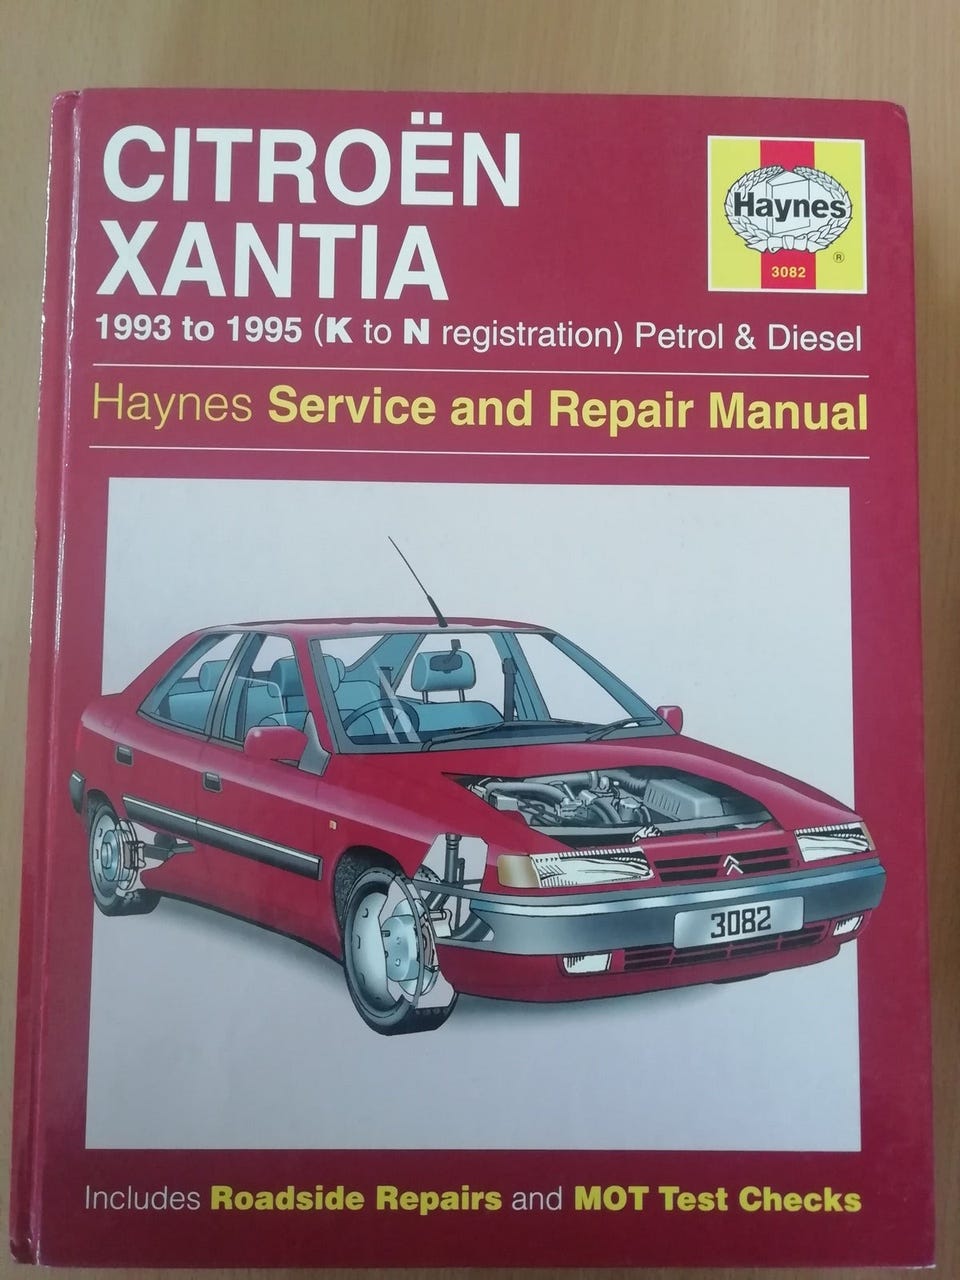 CITROËN
XANTIA
Haynes
®
3082
1993 to 1995 (K to N registration) Petrol & Diesel
Haynes Service and Repair Manual
3082
Includes Roadside Repairs and MOT Test Checks